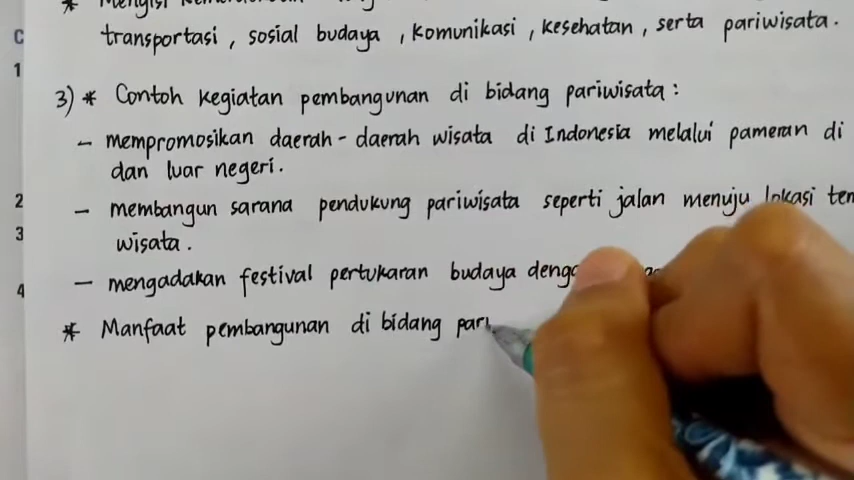 C
1
transportasi, sosial budaya, komunikasi, kesehatan, serta pariwisata.
3) * Contoh kegiatan pembangunan di bidang pariwisata:
- mempromosikan daerah-daerah wisata di Indonesia melalui pameran di
dan luar negeri.
2
- membangun sarana pendukung pariwisata seperti jalan menuju lokasi tem
3
wisata.
4
- mengadakan festival pertukaran budaya
* Manfaat pembangunan di bidang pari